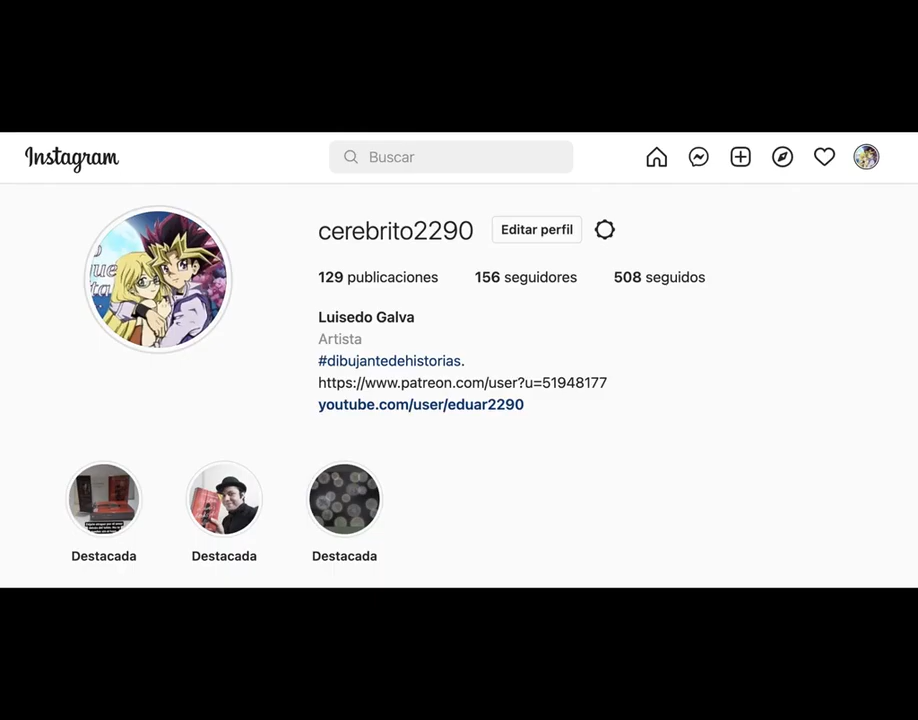 Instagram
Buscar
cerebrito2290 Editar perfil
129 publicaciones 156 seguidores 508 seguidos
Luisedo Galva
Artista
#dibujantedehistorias.
https://www.patreon.com/user?u=51948177
youtube.com/user/eduar2290
Destacada Destacada Destacada